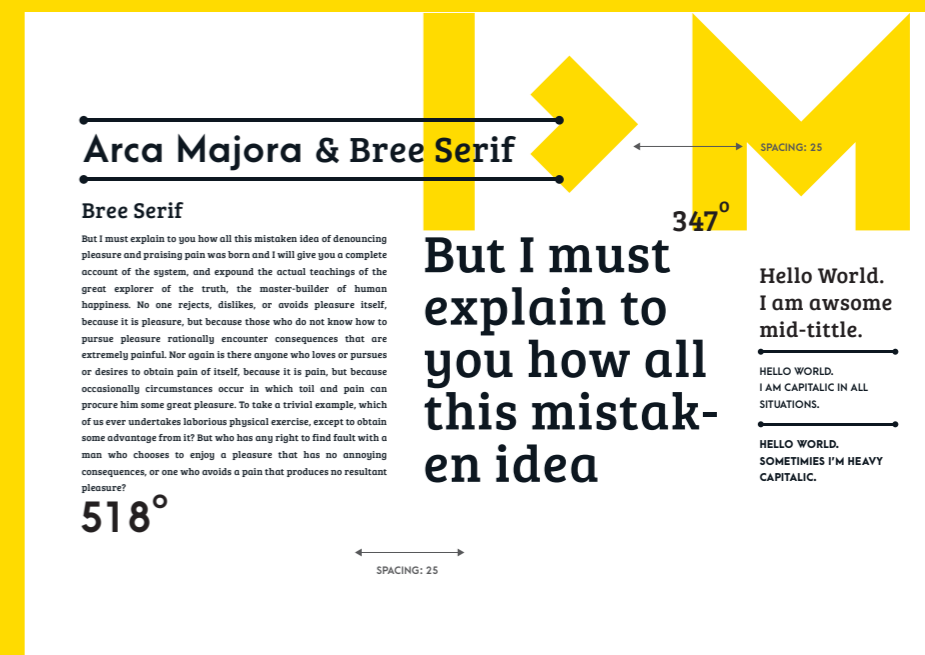 Arca Majora & Bree Serif
SPACING: 25
Bree Serif
But I must explain to you how all this mistaken idea of denouncing
pleasure and praising pain was born and I will give you a complete
account of the system, and expound the actual teachings of the
great explorer of the truth, the master-builder of human
happiness. No one rejects, dislikes, or avoids pleasure itself,
because it is pleasure, but because those who do not know how to
pursue pleasure rationally encounter consequences that are
extremely painful. Nor again is there anyone who loves or pursues
or desires to obtain pain of itself, because it is pain, but because
occasionally circumstances occur in which toil and pain can
procure him some great pleasure. To take a trivial example, which
of us ever undertakes laborious physical exercise, except to obtain
some advantage from it? But who has any right to find fault with a
man who chooses to enjoy a pleasure that has no annoying
consequences, or one who avoids a pain that produces no resultant
pleasure?
518°
347°
But I must
explain to
you how all
this mistak-
en idea
Hello World.
I am awsome
mid-tittle.
HELLO WORLD.
I AM CAPITALIC IN ALL
SITUATIONS.
HELLO WORLD.
SOMETIMIES I'M HEAVY
CAPITALIC.
SPACING: 25